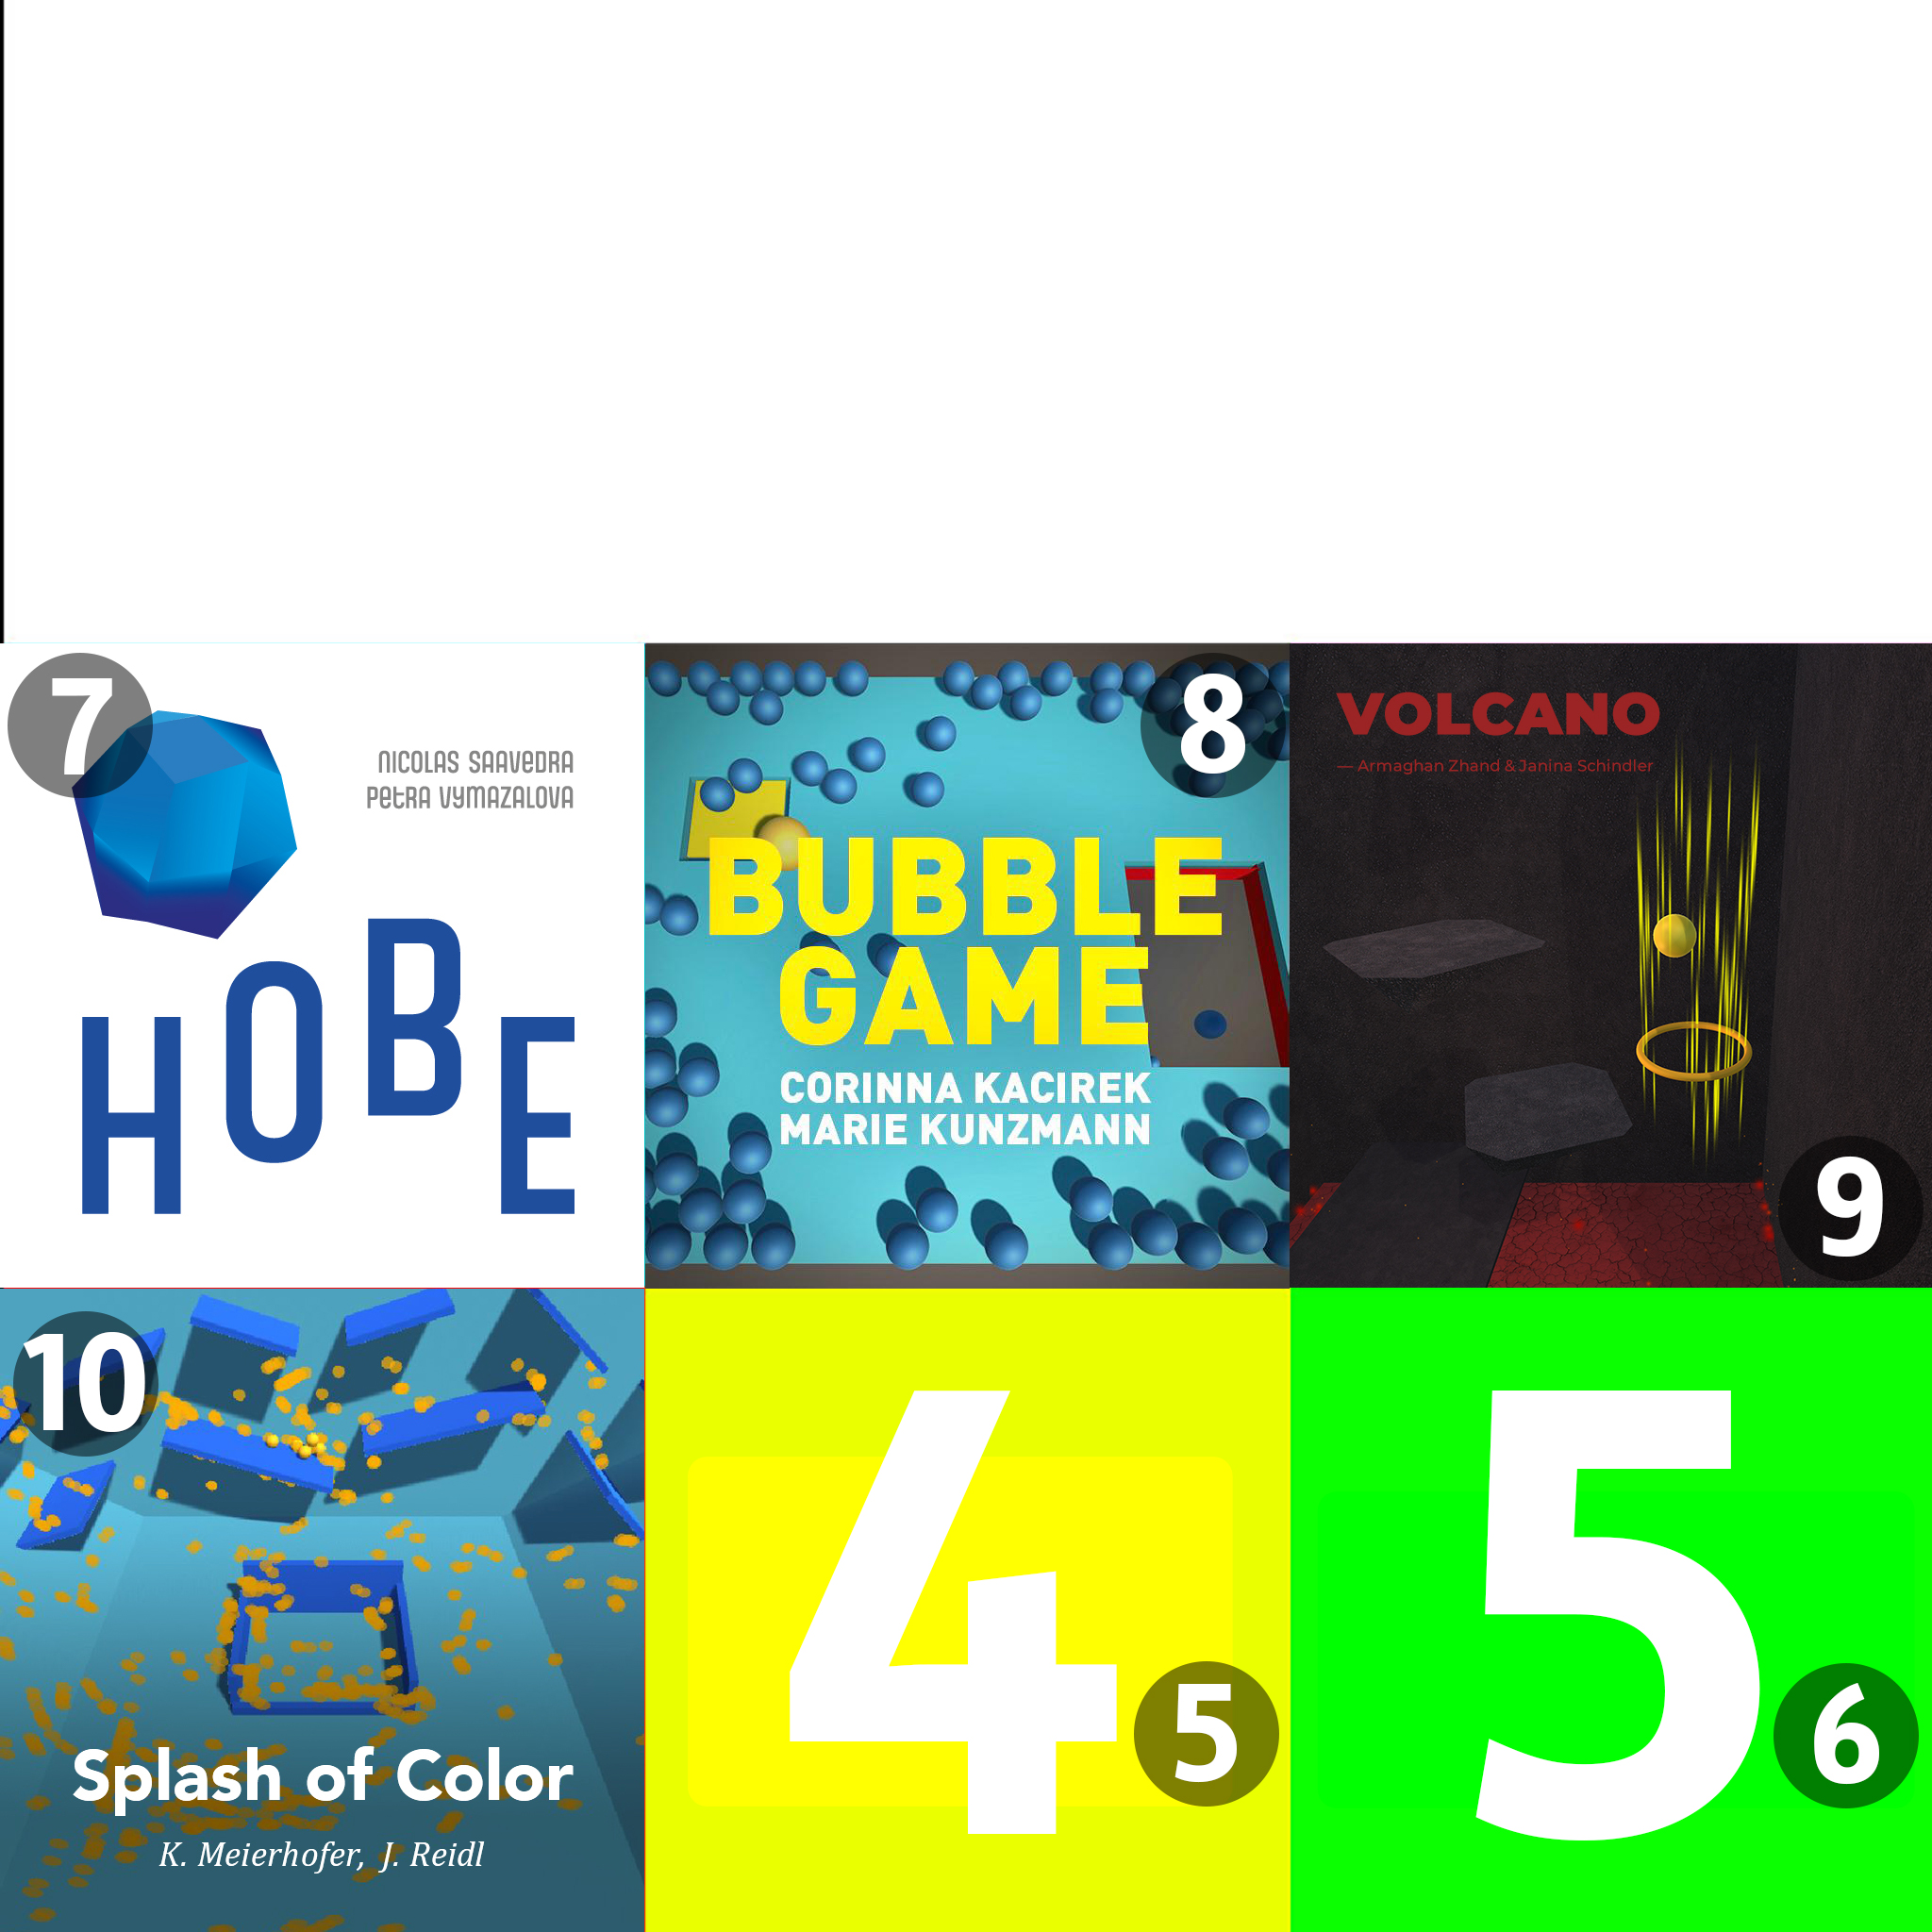 7
NICOLAS SAAVEDRA
PETRA VYMAZALOVA
HOBE
8
BUBBLE
GAME
CORINNA KACIREK
MARIE KUNZMANN
VOLCANO
— Armaghan Zhand & Janina Schindler
9
10
Splash of Color
K. Meierhofer, J. Reidl
4
5
5
6